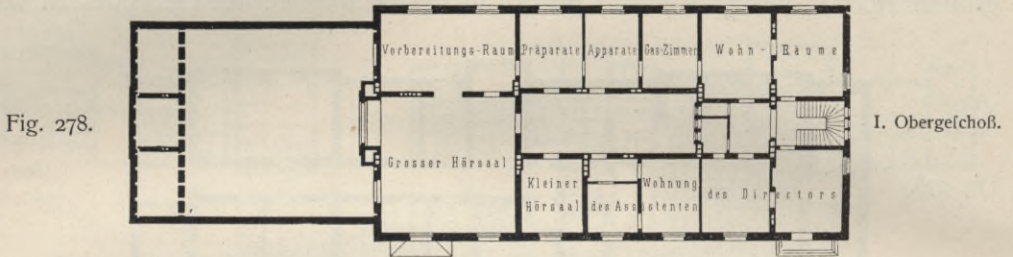 Vorbereitungs-Raum Präparate Apparate Gas-Zimmer Wohn-Räume
Fig. 278.
I. Obergeſchoß.
Grosser Hörsaal
Kleiner Hörsaal
Wohnung des Assistenten
des Directors